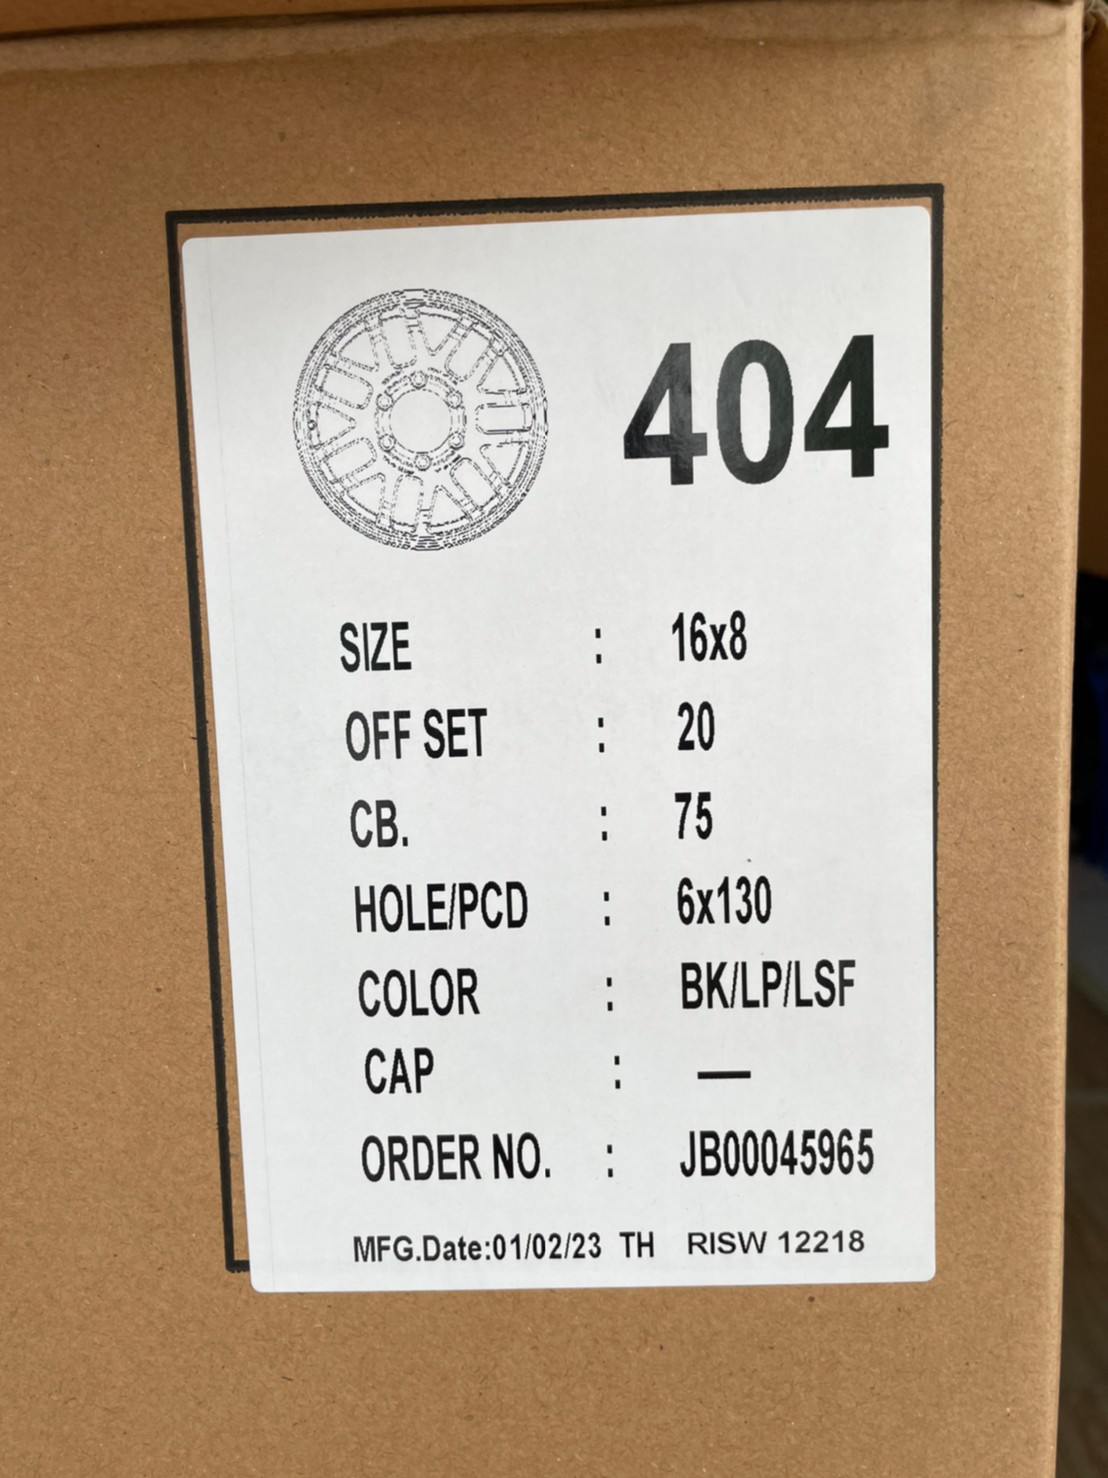 404
SIZE : 16x8
OFF SET : 20
CB. : 75
HOLE/PCD : 6x130
COLOR : BK/LP/LSF
CAP : —
ORDER NO. : JB00045965
MFG.Date:01/02/23 TH RISW 12218